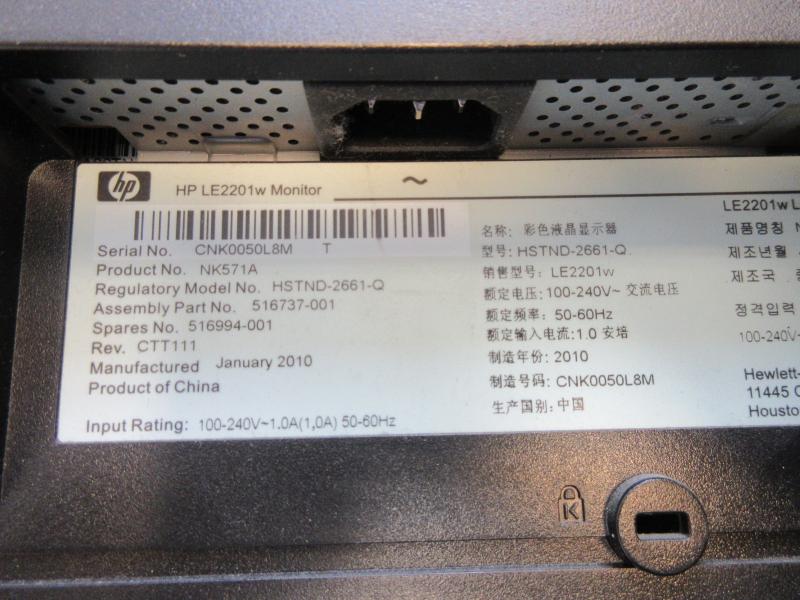 hp HP LE2201w Monitor
~
Serial No. CNK0050L8M T
Product No. NK571A
Regulatory Model No. HSTND-2661-Q
Assembly Part No. 516737-001
Spares No. 516994-001
Rev. CTT111
Manufactured January 2010
Product of China
Input Rating: 100-240V~1.0A(1,0A) 50-60Hz
名称: 彩色液晶显示器
型号: HSTND-2661-Q
销售型号: LE2201w
额定电压: 100-240V~ 交流电压
额定频率: 50-60Hz
额定输入电流: 1.0 安培
制造年份: 2010
制造号码: CNK0050L8M
生产国别: 中国
LE2201w L
제품명칭 N
제조년월
제조국
정격입력
100-240V~
Hewlett-
11445 C
Housto
K